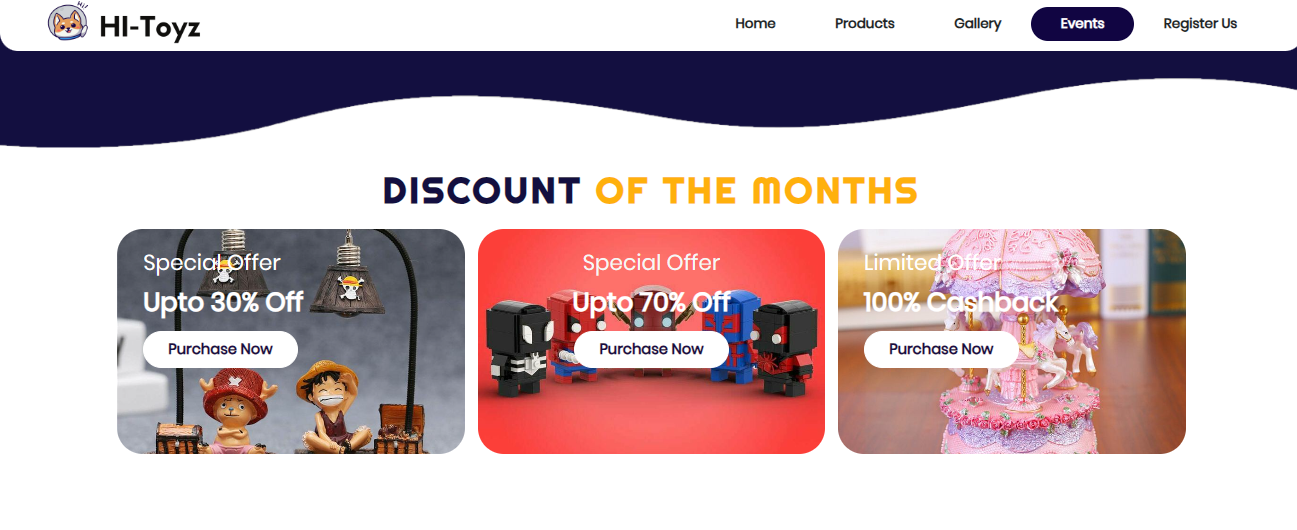 Hi!
HI-Toyz
Home
Products
Gallery
Events
Register Us
DISCOUNT OF THE MONTHS
Special Offer
Upto 30% Off
Purchase Now
Special Offer
Upto 70% Off
Purchase Now
Limited Offer
100% Cashback
Purchase Now